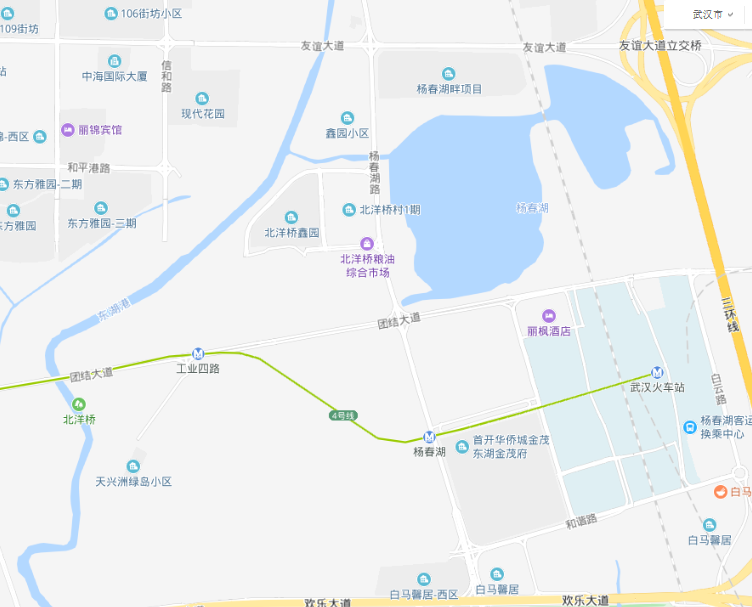 武汉市
106街坊小区
109街坊
友谊大道
友谊大道
友谊大道立交桥
站
中海国际大厦
信和路
杨春湖畔项目
现代花园
鑫园小区
丽锦宾馆
锦-西区
和平港路
杨春湖路
东方雅园-二期
东方雅园
东方雅园-三期
北洋桥村1期
杨春湖
北洋桥鑫园
北洋桥粮油
综合市场
东湖港
团结大道
丽枫酒店
三环线
工业四路
团结大道
武汉火车站
白云路
北洋桥
4号线
杨春湖
首开华侨城金茂
东湖金茂府
杨春湖客运
换乘中心
天兴洲绿岛小区
白马
和谐路
白马馨居
白马馨居-西区
白马馨居
欢乐大道
欢乐大道